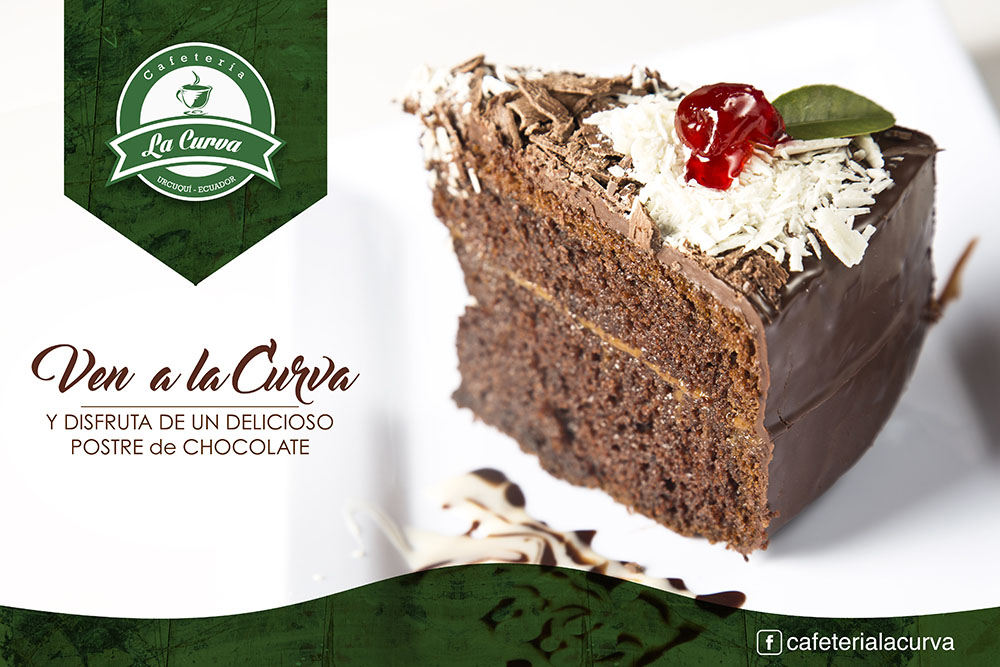 Cafetería
La Curva
URCUQUÍ - ECUADOR
Ven a la Curva
Y DISFRUTA DE UN DELICIOSO
POSTRE de CHOCOLATE
f cafeterialacurva